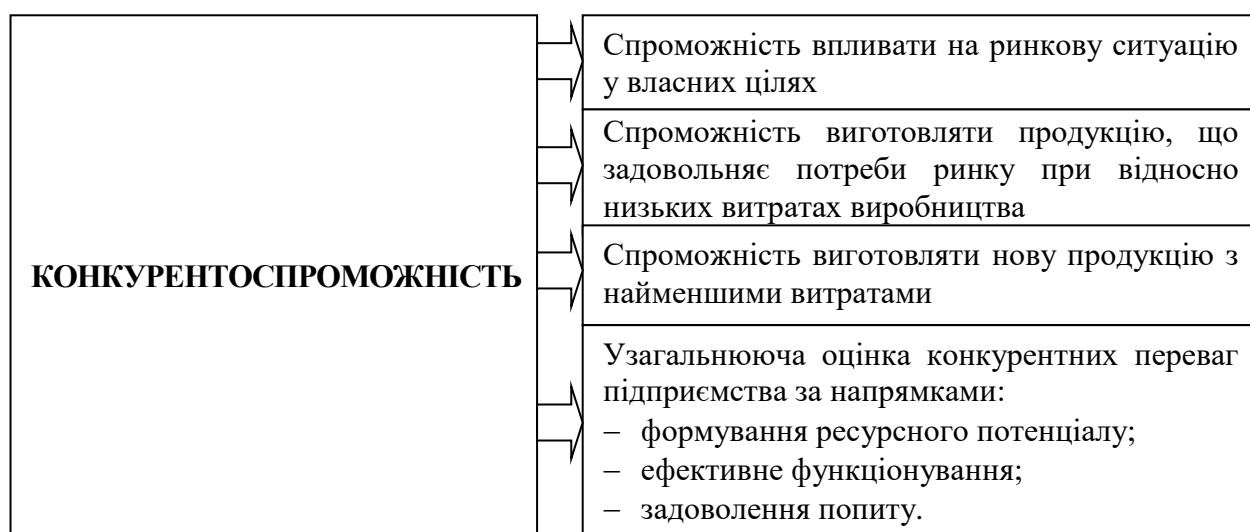 КОНКУРЕНТОСПРОМОЖНІСТЬ
Спроможність впливати на ринкову ситуацію
у власних цілях
Спроможність виготовляти продукцію, що
задовольняє потреби ринку при відносно
низьких витратах виробництва
Спроможність виготовляти нову продукцію з
найменшими витратами
Узагальнююча оцінка конкурентних переваг
підприємства за напрямками:
– формування ресурсного потенціалу;
– ефективне функціонування;
– задоволення попиту.